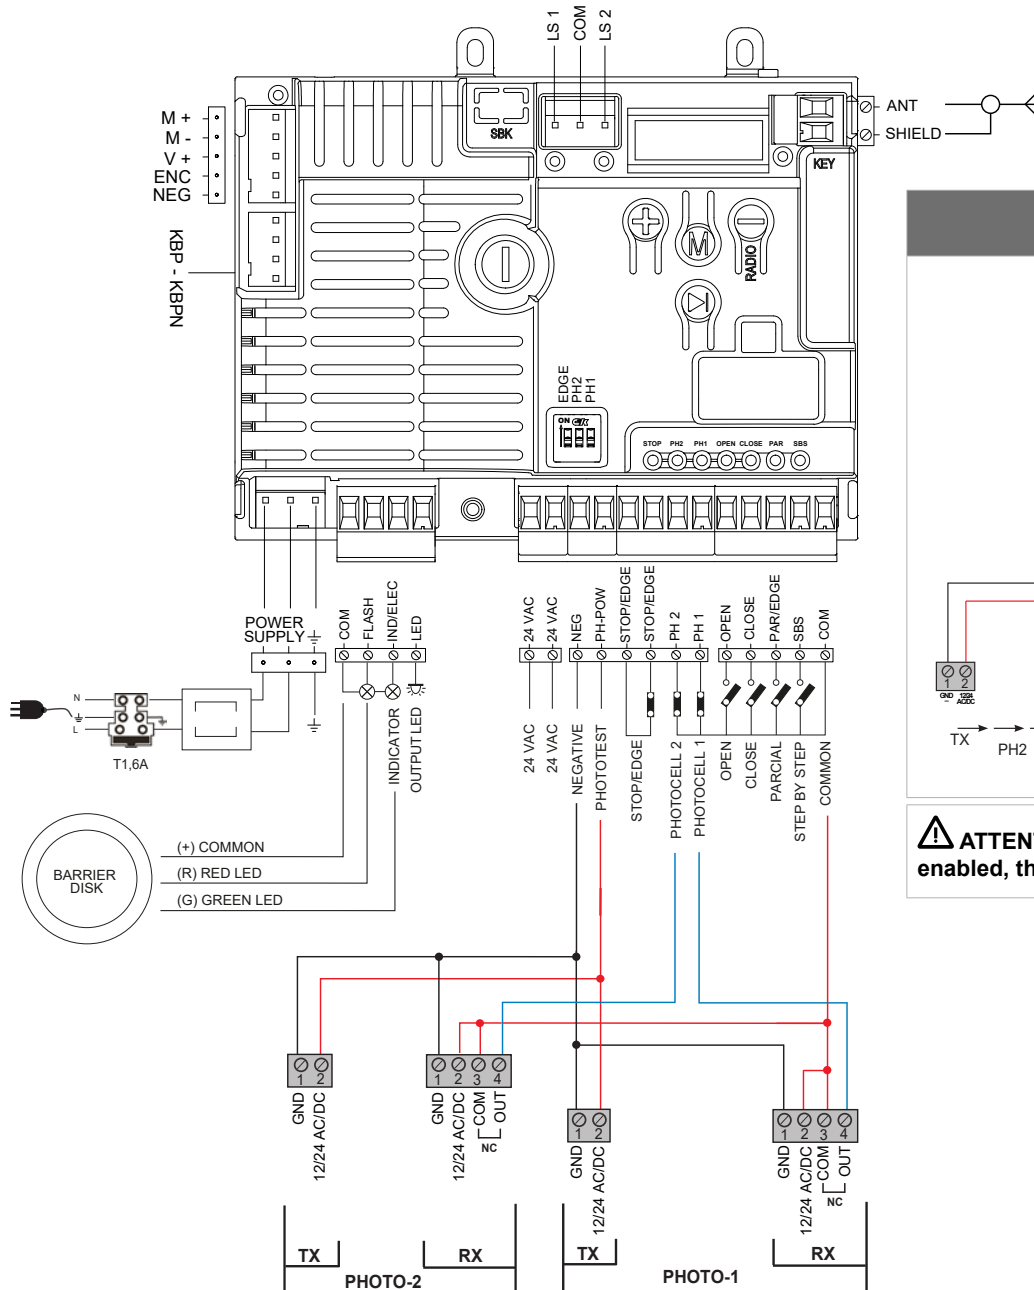 LS 1
COM
LS 2
M +
M -
V +
ENC
NEG
KBP - KBPN
SBK
KEY
ANT
SHIELD
RADIO
M
EDGE
PH2
PH1
ON
STOP PH2 PH1 OPEN CLOSE PAR SBS
POWER
SUPPLY
COM
FLASH
IND/ELEC
LED
24 VAC
24 VAC
NEG
PH-POW
STOP/EDGE
STOP/EDGE
PH 2
PH 1
OPEN
CLOSE
PAR/EDGE
SBS
COM
N
L
T1,6A
INDICATOR
OUTPUT LED
24 VAC
24 VAC
NEGATIVE
PHOTOTEST
STOP/EDGE
PHOTOCELL 2
PHOTOCELL 1
OPEN
CLOSE
PARCIAL
STEP BY STEP
COMMON
BARRIER
DISK
(+) COMMON
(R) RED LED
(G) GREEN LED
1 2
GND
12/24 AC/DC
1 2 3 4
GND
12/24 AC/DC
COM
OUT
NC
1 2
GND
12/24 AC/DC
1 2 3 4
GND
12/24 AC/DC
COM
OUT
NC
TX
RX
PHOTO-2
TX
RX
PHOTO-1
1 2
GND
12/24
AC/DC
TX
PH2
ATTENT
enabled, th